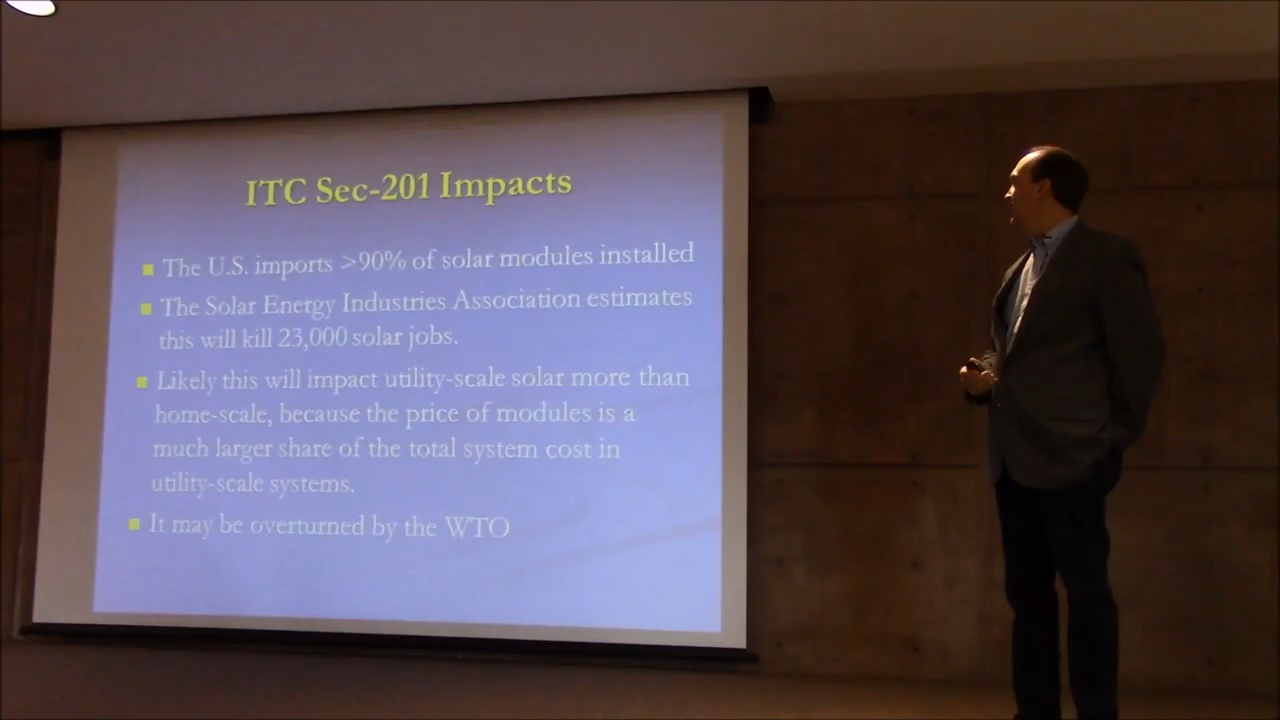 ITC Sec-201 Impacts
The U.S. imports >90% of solar modules installed
The Solar Energy Industries Association estimates
this will kill 23,000 solar jobs.
Likely this will impact utility-scale solar more than
home-scale, because the price of modules is a
much larger share of the total system cost in
utility-scale systems.
It may be overturned by the WTO